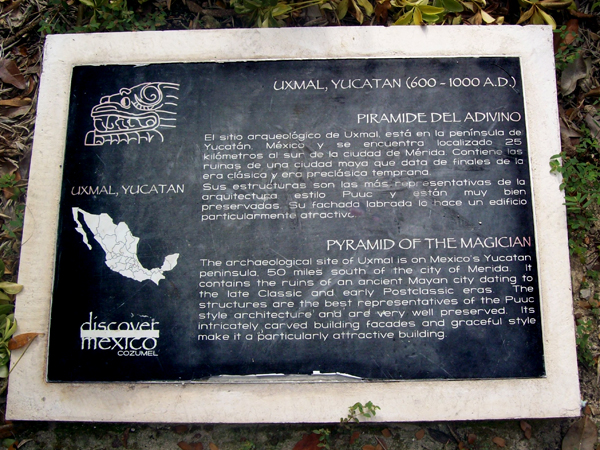 UXMAL, YUCATAN (600 - 1000 A.D.)
PIRAMIDE DEL ADIVINO
El sitio arqueológico de Uxmal, está en la península de
Yucatán, México y se encuentra localizado 25
kilómetros al sur de la ciudad de Mérida. Contiene las
ruinas de una ciudad maya que data de finales de la
era clásica y era preclásica temprana.
Sus estructuras son las más representativas de la
arquitectura estilo Puuc y están muy bien
preservadas. Su fachada labrada lo hace un edificio
particularmente atractivo.
UXMAL, YUCATAN
PYRAMID OF THE MAGICIAN
The archaeological site of Uxmal is on Mexico's Yucatan
peninsula, 50 miles south of the city of Merida. It
contains the ruins of an ancient Mayan city dating to
the late Classic and early Postclassic eras. The
structures are the best representatives of the Puuc
style architecture and are very well preserved. Its
intricately carved building facades and graceful style
make it a particularly attractive building.
discover
mexico
COZUMEL